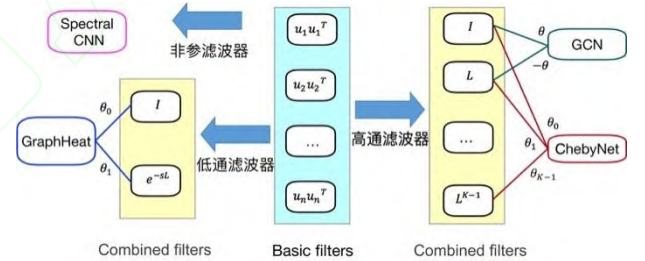 Spectral
CNN
非参滤波器
GraphHeat
θ₀
θ₁
I
e^{-sL}
低通滤波器
Combined filters
u₁u₁ᵀ
u₂u₂ᵀ
...
uₙuₙᵀ
Basic filters
高通滤波器
I
L
...
L^{K-1}
Combined filters
θ
-θ
GCN
θ₀
θ₁
θ_{K-1}
ChebyNet